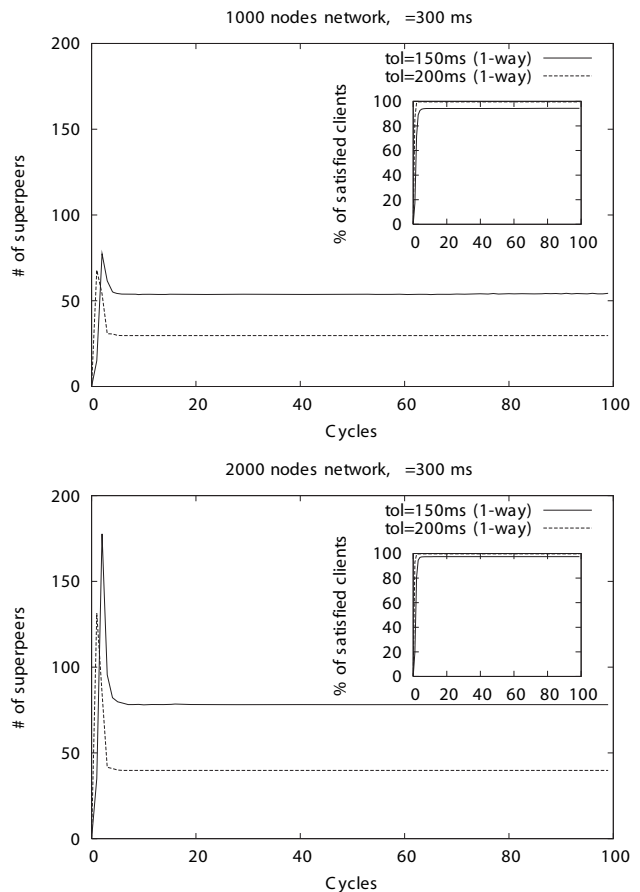 1000 nodes network, =300 ms
200
150
100
50
0
# of superpeers
0 20 40 60 80 100
Cycles
tol=150ms (1-way)
tol=200ms (1-way)
% of satisfied clients
100
80
60
40
20
0
0 20 40 60 80 100
2000 nodes network, =300 ms
200
150
100
50
0
# of superpeers
0 20 40 60 80 100
Cycles
tol=150ms (1-way)
tol=200ms (1-way)
% of satisfied clients
100
80
60
40
20
0
0 20 40 60 80 100